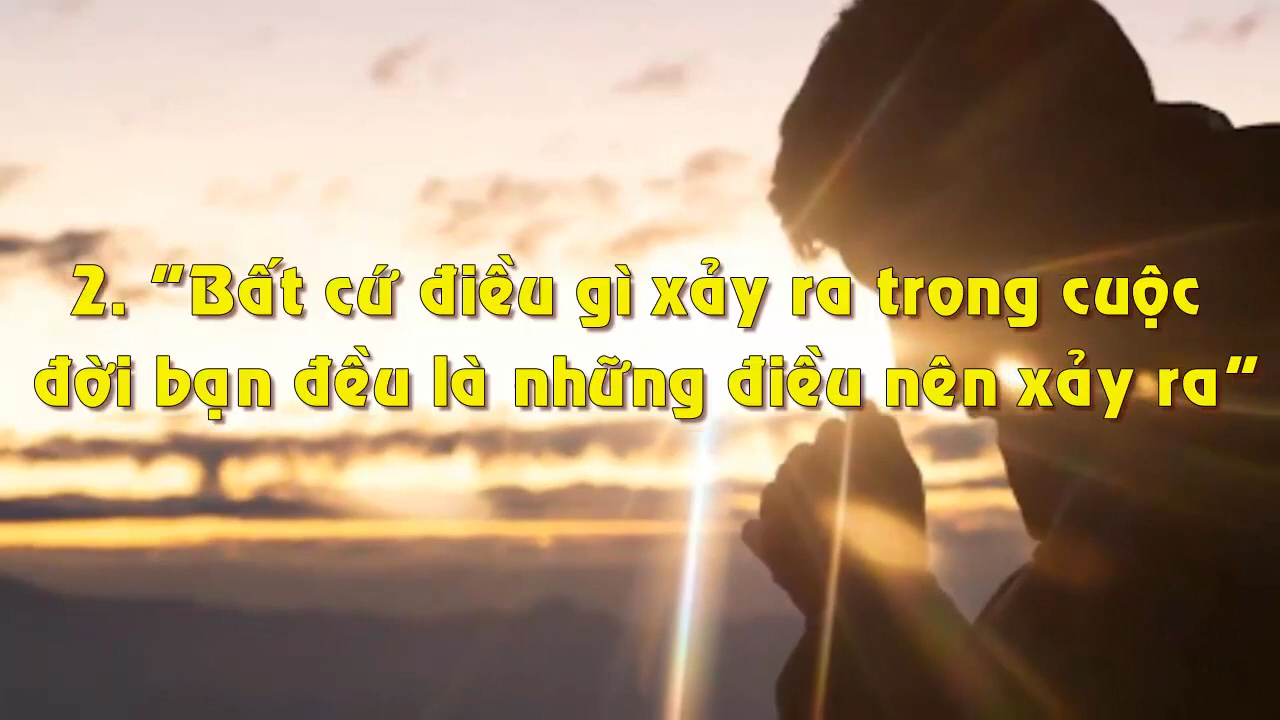 2. “Bất cứ điều gì xảy ra trong cuộc
đời bạn đều là những điều nên xảy ra”